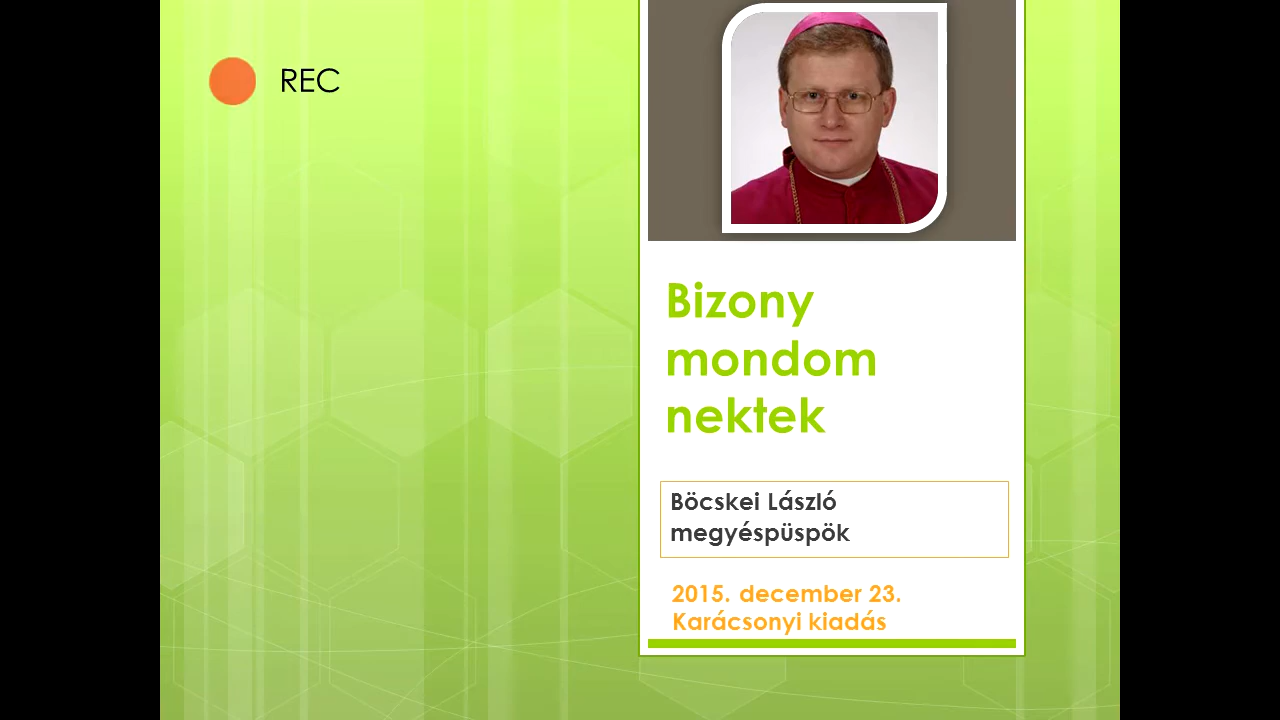 REC
Bizony
mondom
nektek
Böcskei László
megyéspüspök
2015. december 23.
Karácsonyi kiadás